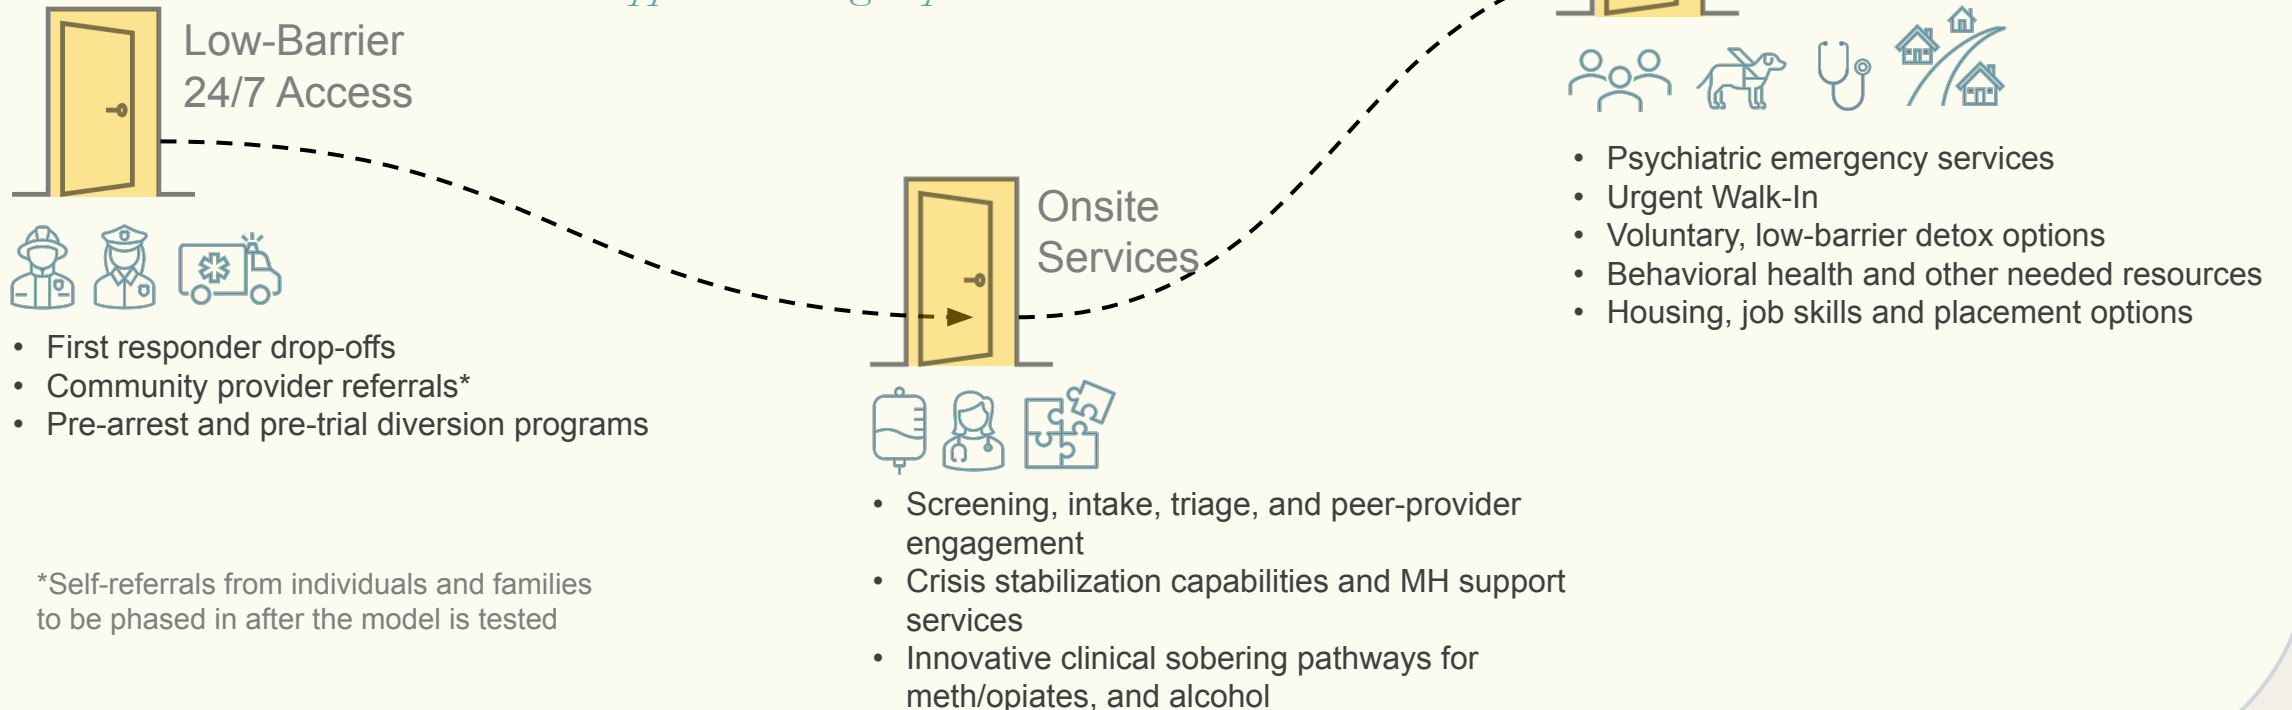 Low-Barrier
24/7 Access
• First responder drop-offs
• Community provider referrals*
• Pre-arrest and pre-trial diversion programs
*Self-referrals from individuals and families
to be phased in after the model is tested
Onsite
Services
• Screening, intake, triage, and peer-provider
engagement
• Crisis stabilization capabilities and MH support
services
• Innovative clinical sobering pathways for
meth/opiates, and alcohol
• Psychiatric emergency services
• Urgent Walk-In
• Voluntary, low-barrier detox options
• Behavioral health and other needed resources
• Housing, job skills and placement options